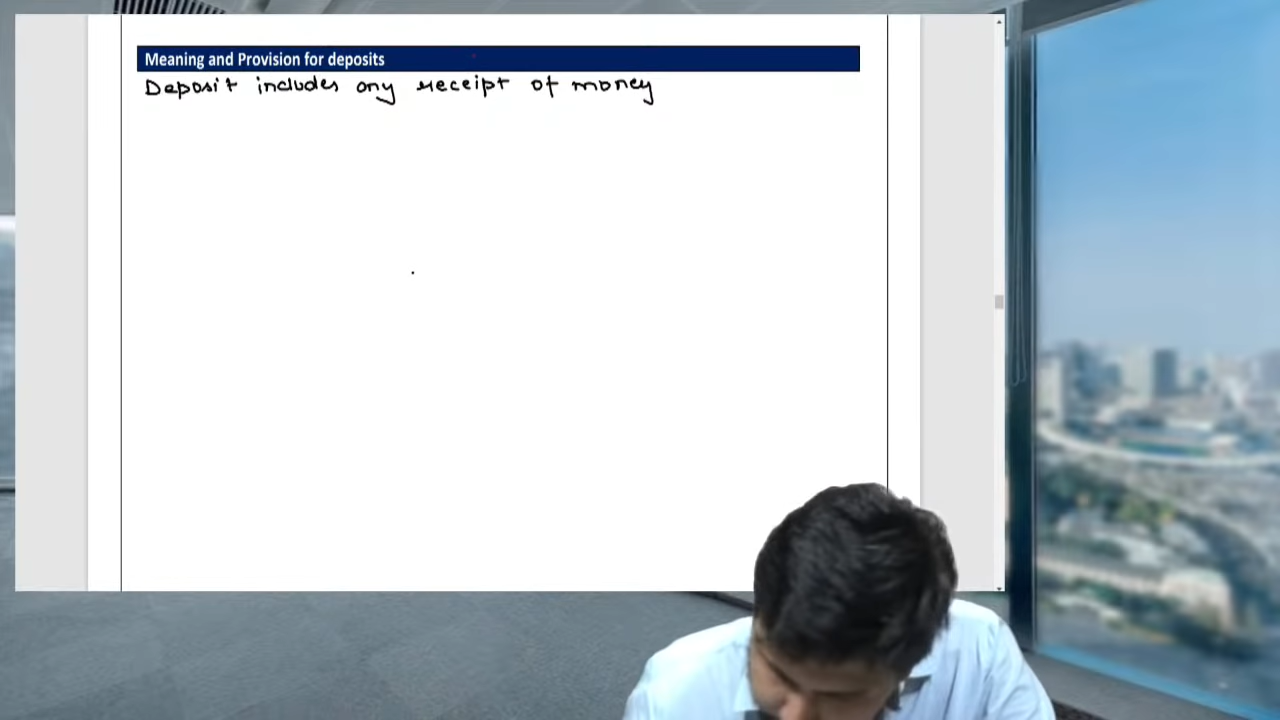 Meaning and Provision for deposits
Deposit includes any receipt of money